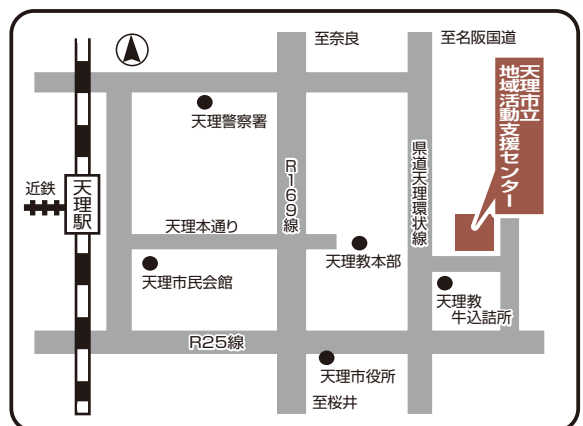 至奈良
至名阪国道
天理市立
地域活動支援センター
天理警察署
R169線
県道天理環状線
近鉄
天理駅
天理本通り
天理教本部
天理市民会館
天理教
牛込詰所
R25線
天理市役所
至桜井